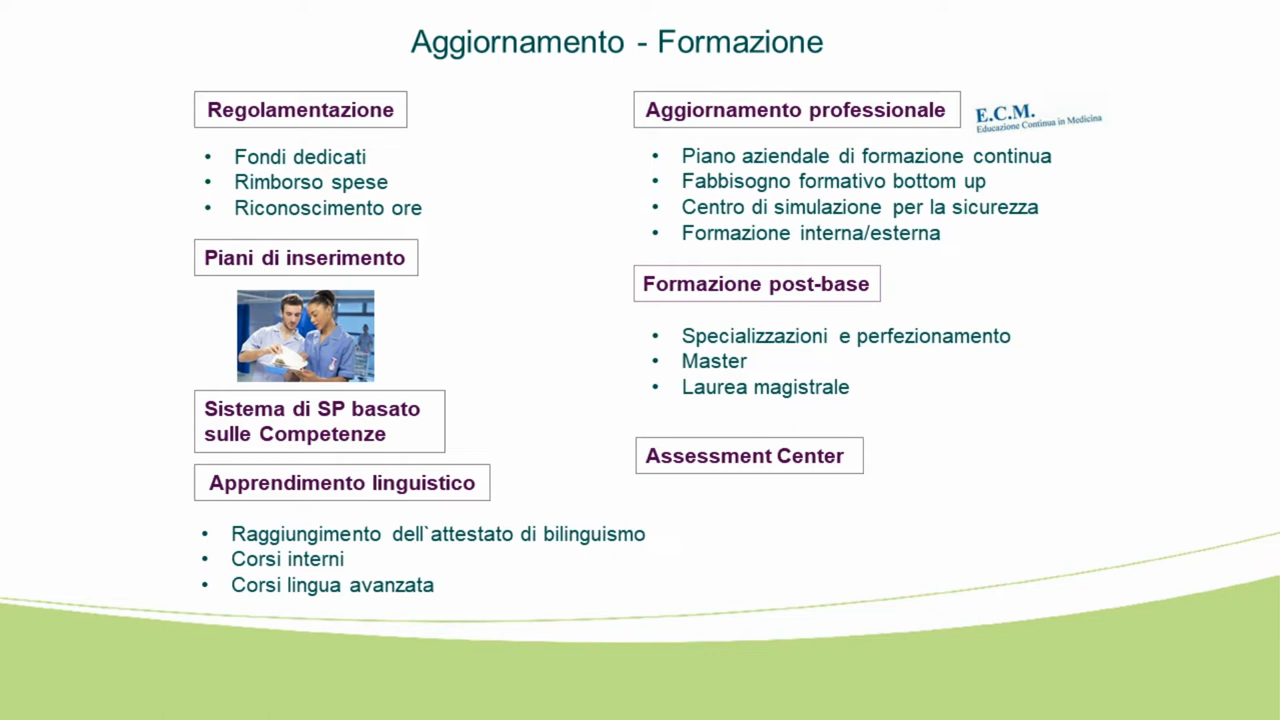 Aggiornamento - Formazione
Regolamentazione
• Fondi dedicati
• Rimborso spese
• Riconoscimento ore
Piani di inserimento
Sistema di SP basato
sulle Competenze
Apprendimento linguistico
• Raggiungimento dell`attestato di bilinguismo
• Corsi interni
• Corsi lingua avanzata
Aggiornamento professionale
E.C.M.
Educazione Continua in Medicina
• Piano aziendale di formazione continua
• Fabbisogno formativo bottom up
• Centro di simulazione per la sicurezza
• Formazione interna/esterna
Formazione post-base
• Specializzazioni e perfezionamento
• Master
• Laurea magistrale
Assessment Center